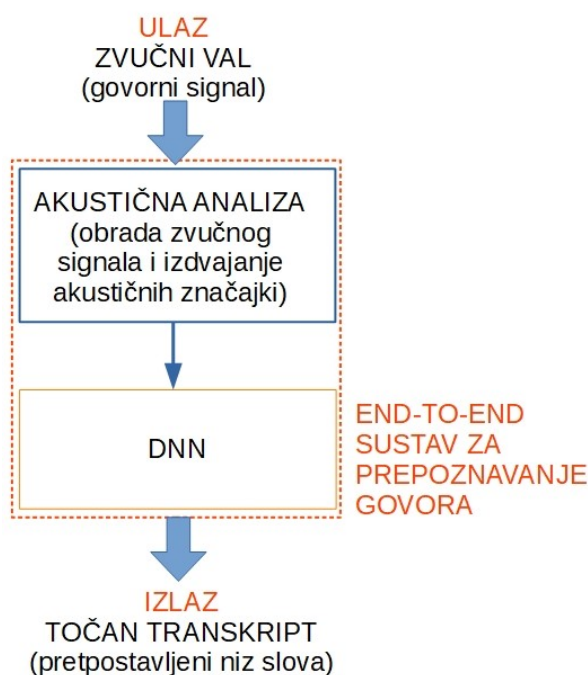 ULAZ
ZVUČNI VAL
(govorni signal)
AKUSTIČNA ANALIZA
(obrada zvučnog
signala i izdvajanje
akustičnih značajki)
DNN
END-TO-END
SUSTAV ZA
PREPOZNAVANJE
GOVORA
IZLAZ
TOČAN TRANSKRIPT
(pretpostavljeni niz slova)